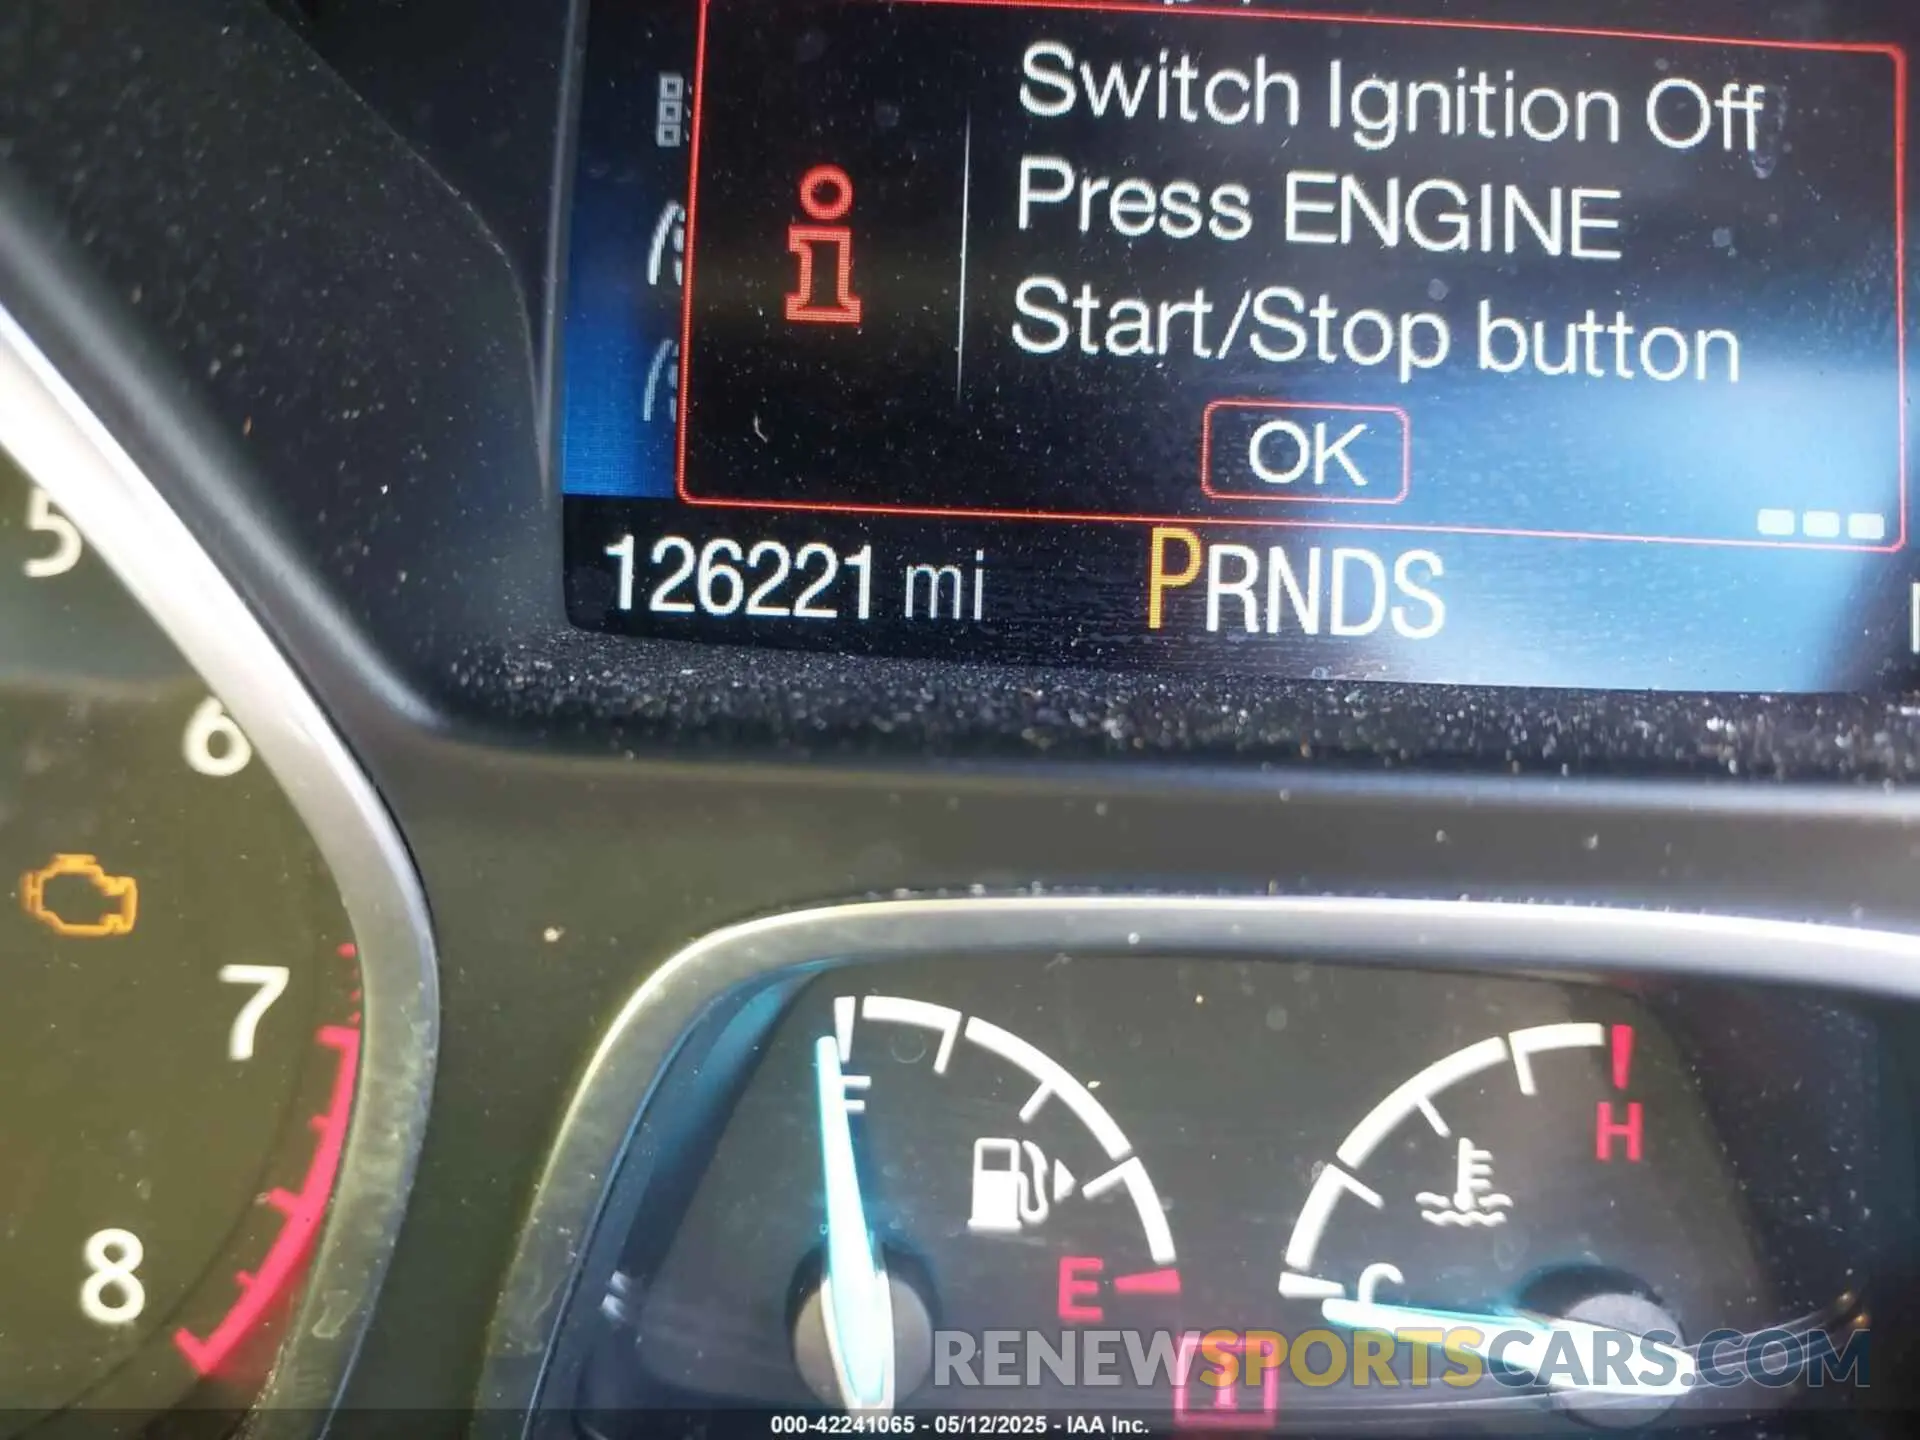 Switch Ignition Off
Press ENGINE
Start/Stop button
OK
126221 mi PRNDS
5
6
7
8
F
E
H
C
RENEWSPORTSCARS.COM
000-42241065 - 05/12/2025 - IAA Inc.